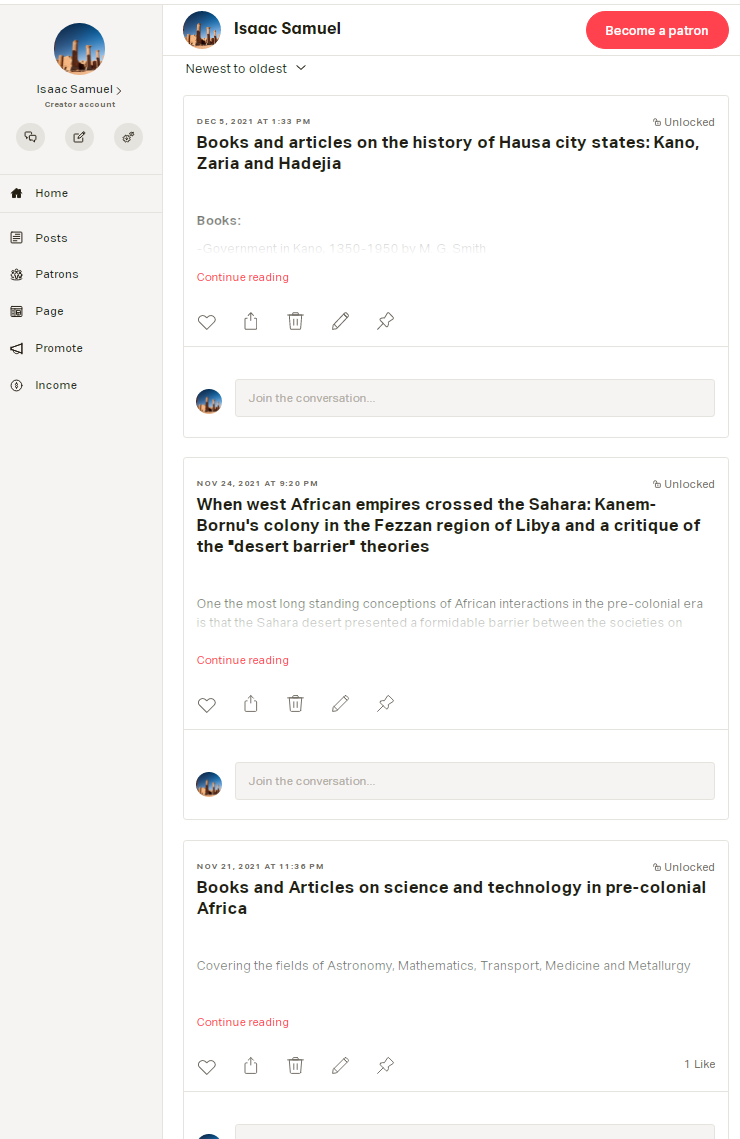 Isaac Samuel
Creator account
Home
Posts
Patrons
Page
Promote
Income
Isaac Samuel
Become a patron
Newest to oldest
DEC 5, 2021 AT 1:33 PM
Unlocked
Books and articles on the history of Hausa city states: Kano,
Zaria and Hadejia
Books:
-Government in Kano, 1350-1950 by M. G. Smith
Continue reading
Join the conversation...
NOV 24, 2021 AT 9:20 PM
Unlocked
When west African empires crossed the Sahara: Kanem-
Bornu's colony in the Fezzan region of Libya and a critique of
the "desert barrier" theories
One the most long standing conceptions of African interactions in the pre-colonial era
is that the Sahara desert presented a formidable barrier between the societies on
Continue reading
Join the conversation...
NOV 21, 2021 AT 11:36 PM
Unlocked
Books and Articles on science and technology in pre-colonial
Africa
Covering the fields of Astronomy, Mathematics, Transport, Medicine and Metallurgy
Continue reading
1 Like